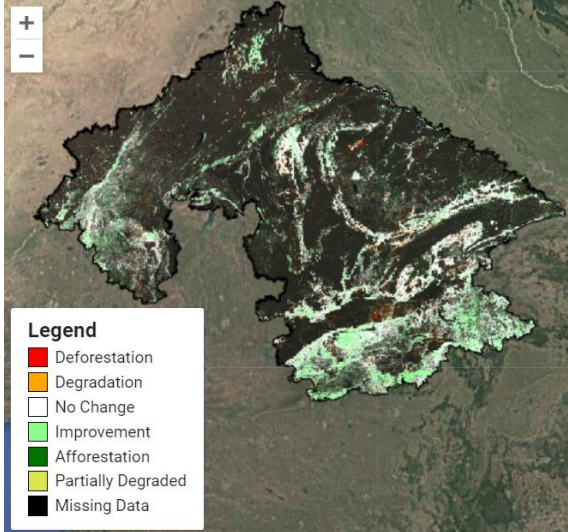 +
−
Legend
Deforestation
Degradation
No Change
Improvement
Afforestation
Partially Degraded
Missing Data